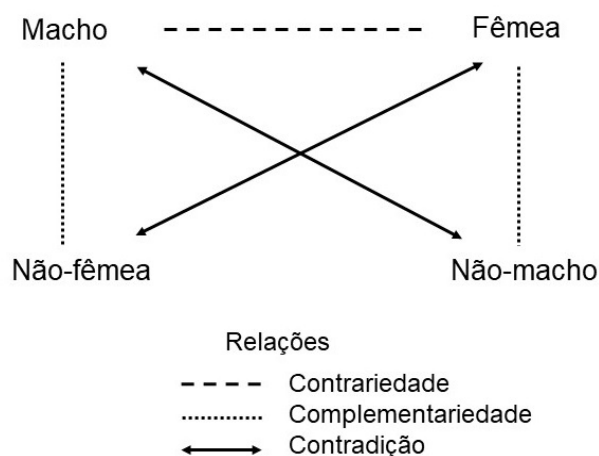 Macho Fêmea
Não-fêmea Não-macho
Relações
Contrariedade
Complementariedade
Contradição